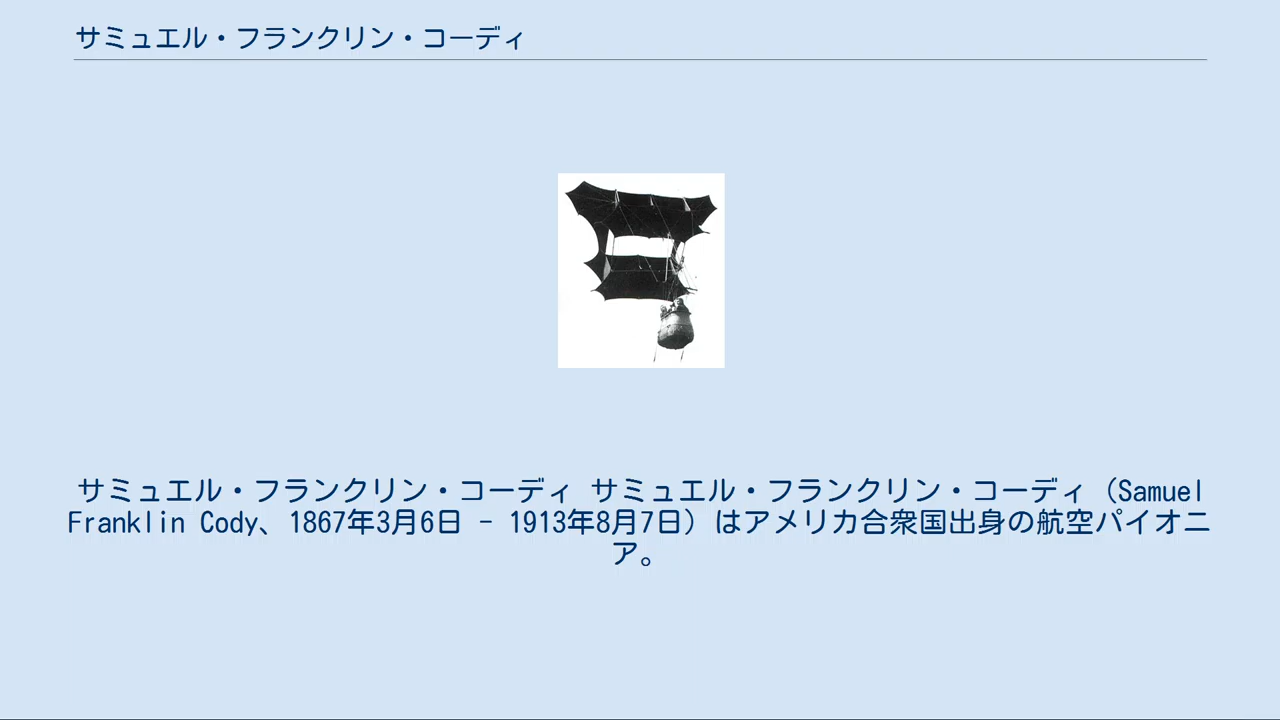 サミュエル・フランクリン・コーディ
サミュエル・フランクリン・コーディ サミュエル・フランクリン・コーディ（Samuel
Franklin Cody、1867年3月6日 - 1913年8月7日）はアメリカ合衆国出身の航空パイオニ
ア。